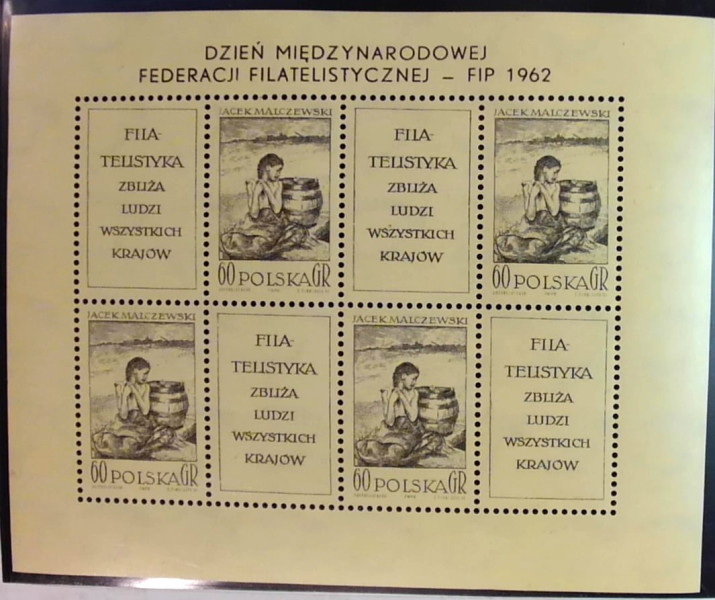 DZIEŃ MIĘDZYNARODOWEJ
FEDERACJI FILATELISTYCZNEJ – FIP 1962
FILA-
TELISTYKA
ZBLIŻA
LUDZI
WSZYSTKICH
KRAJÓW
JACEK MALCZEWSKI
60 POLSKA GR
FILA-
TELISTYKA
ZBLIŻA
LUDZI
WSZYSTKICH
KRAJÓW
JACEK MALCZEWSKI
60 POLSKA GR
JACEK MALCZEWSKI
60 POLSKA GR
FILA-
TELISTYKA
ZBLIŻA
LUDZI
WSZYSTKICH
KRAJÓW
JACEK MALCZEWSKI
60 POLSKA GR
FILA-
TELISTYKA
ZBLIŻA
LUDZI
WSZYSTKICH
KRAJÓW